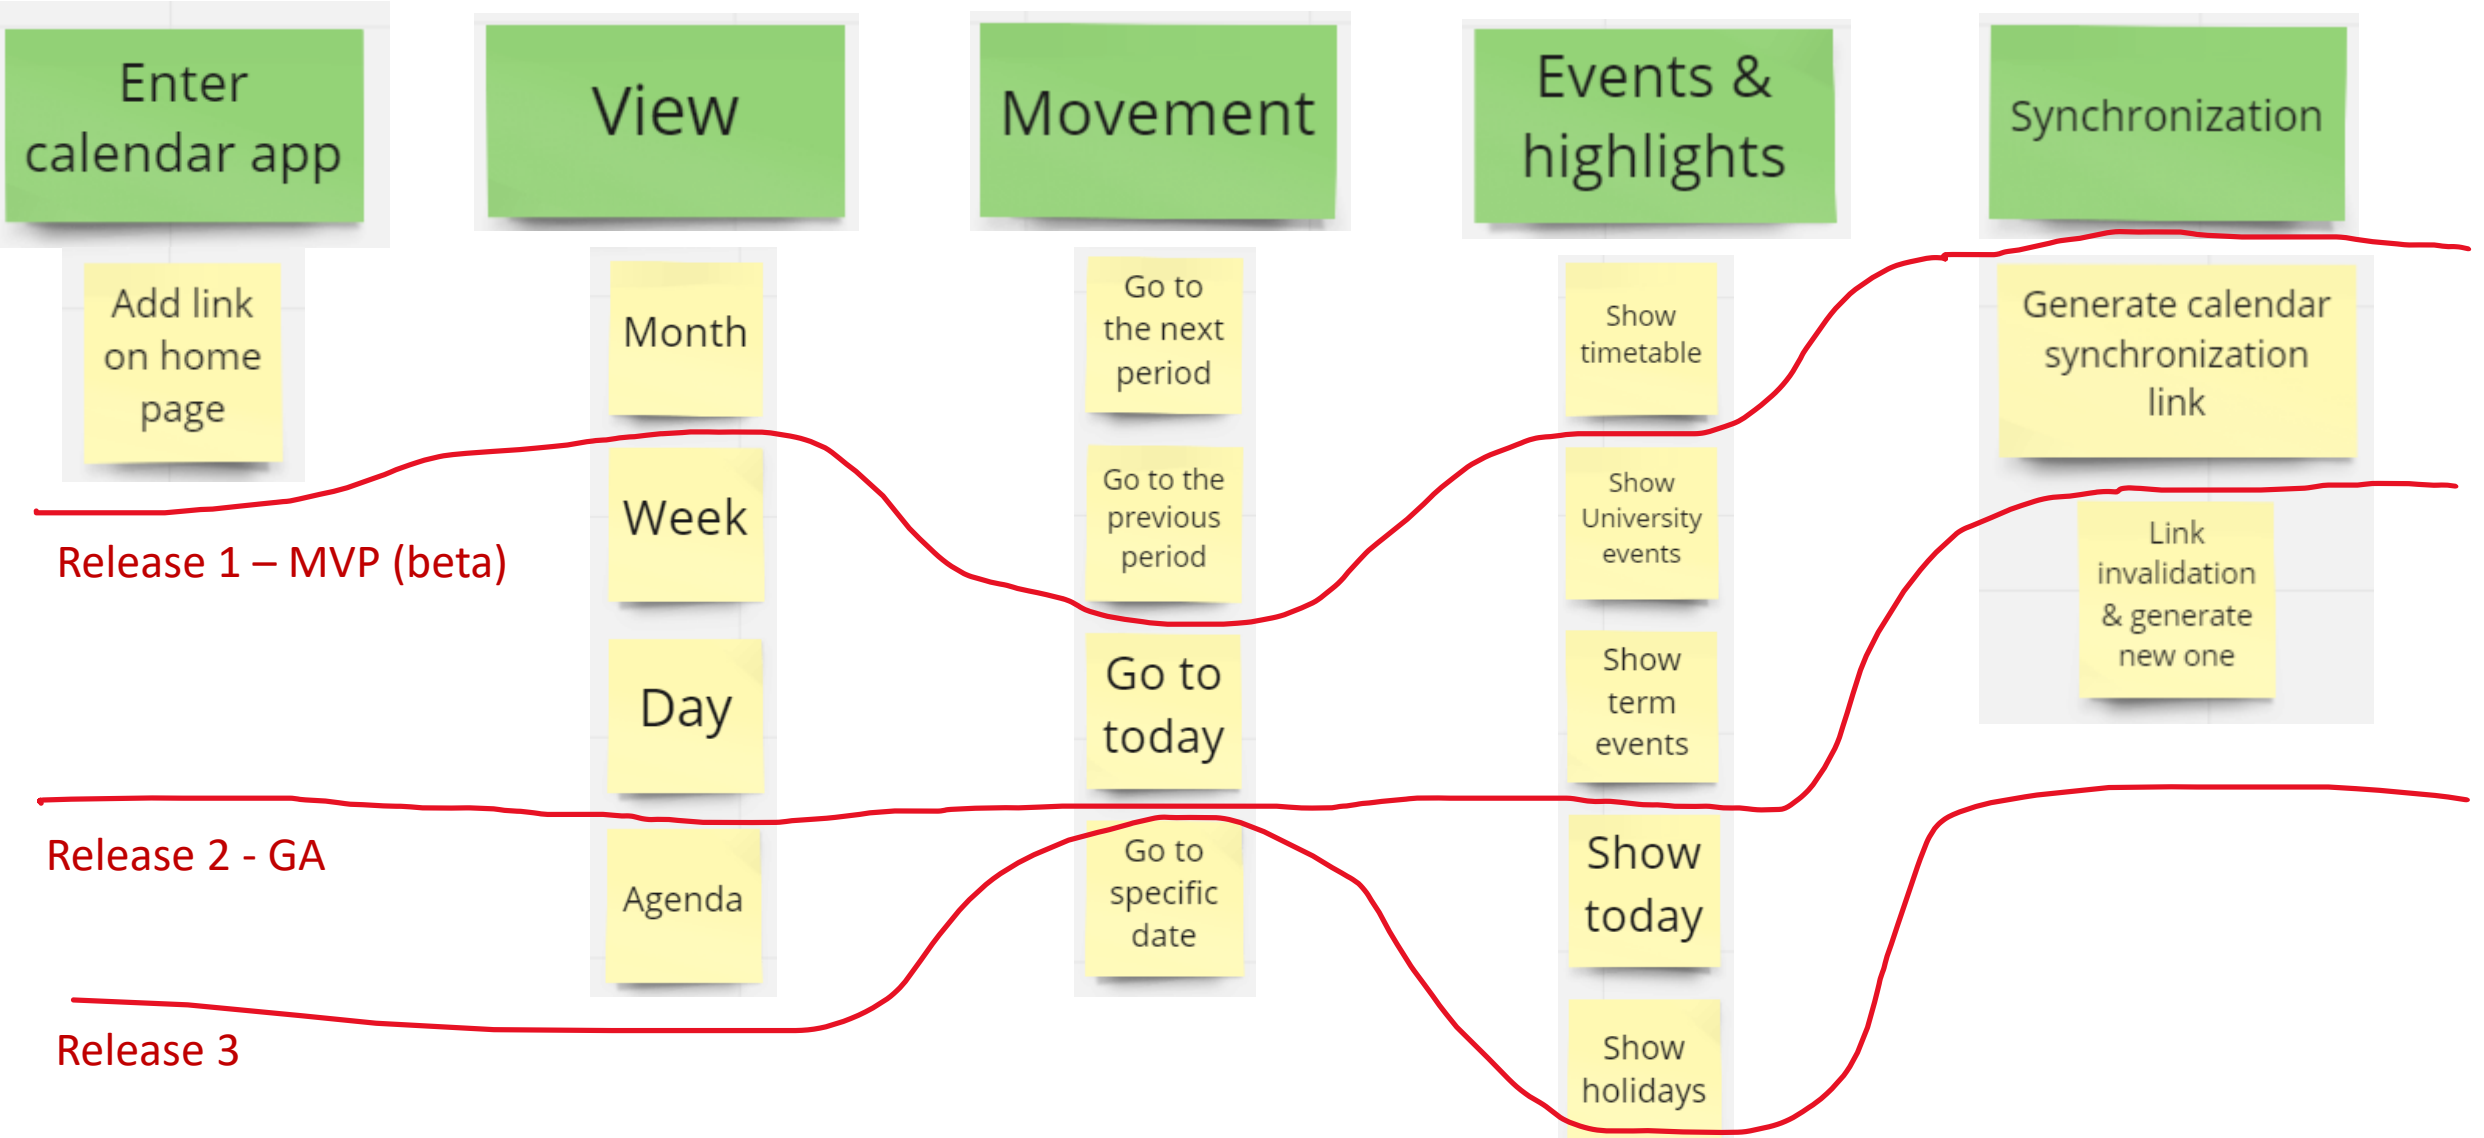 Enter
calendar app
View
Movement
Events &
highlights
Synchronization
Add link
on home
page
Month
Go to
the next
period
Show
timetable
Generate calendar
synchronization
link
Week
Go to the
previous
period
Show
University
events
Link
invalidation
& generate
new one
Release 1 – MVP (beta)
Day
Go to
today
Show
term
events
Release 2 - GA
Agenda
Go to
specific
date
Show
today
Release 3
Show
holidays